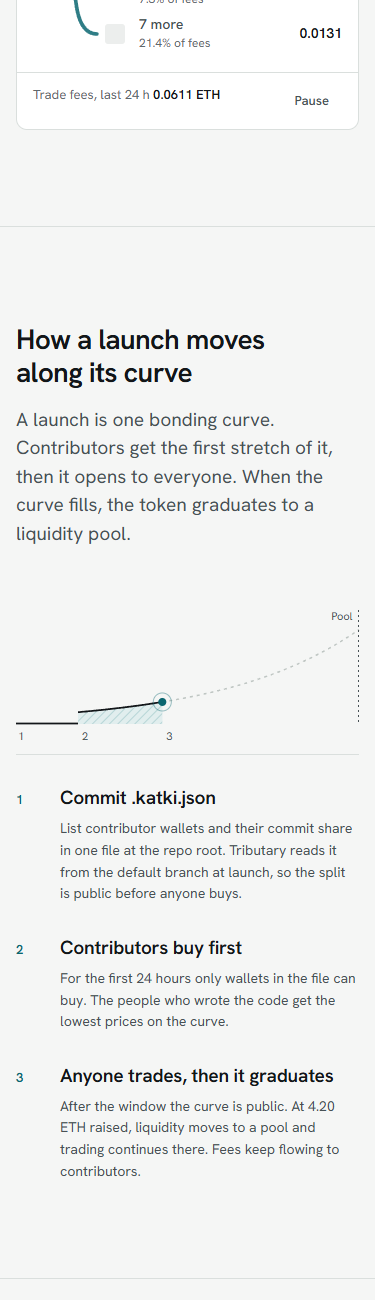 7 more
21.4% of fees
0.0131
Trade fees, last 24 h 0.0611 ETH
Pause
How a launch moves
along its curve
A launch is one bonding curve.
Contributors get the first stretch of it,
then it opens to everyone. When the
curve fills, the token graduates to a
liquidity pool.
Pool
1
2
3
1
Commit .katki.json
List contributor wallets and their commit share
in one file at the repo root. Tributary reads it
from the default branch at launch, so the split
is public before anyone buys.
2
Contributors buy first
For the first 24 hours only wallets in the file can
buy. The people who wrote the code get the
lowest prices on the curve.
3
Anyone trades, then it graduates
After the window the curve is public. At 4.20
ETH raised, liquidity moves to a pool and
trading continues there. Fees keep flowing to
contributors.